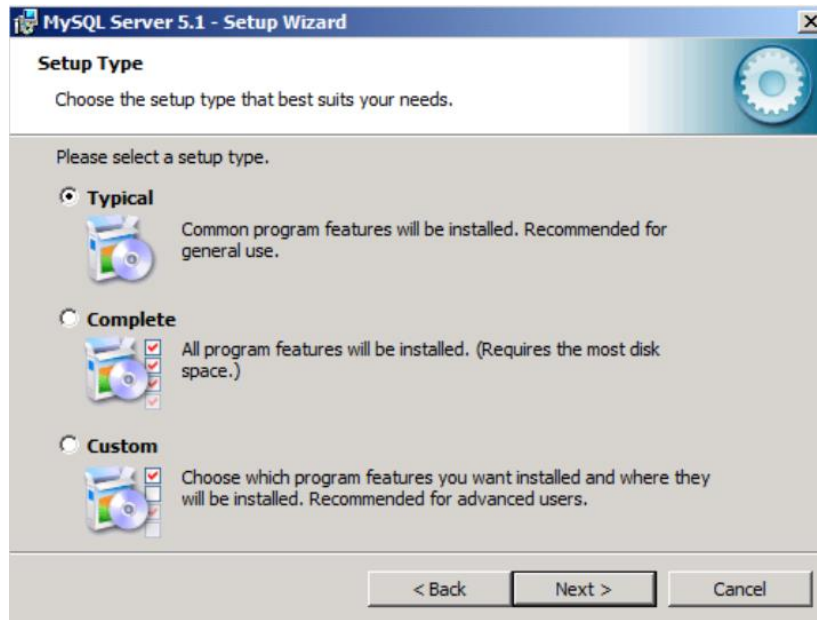 MySQL Server 5.1 - Setup Wizard
Setup Type
Choose the setup type that best suits your needs.
Please select a setup type.
Typical
Common program features will be installed. Recommended for
general use.
Complete
All program features will be installed. (Requires the most disk
space.)
Custom
Choose which program features you want installed and where they
will be installed. Recommended for advanced users.
< Back
Next >
Cancel